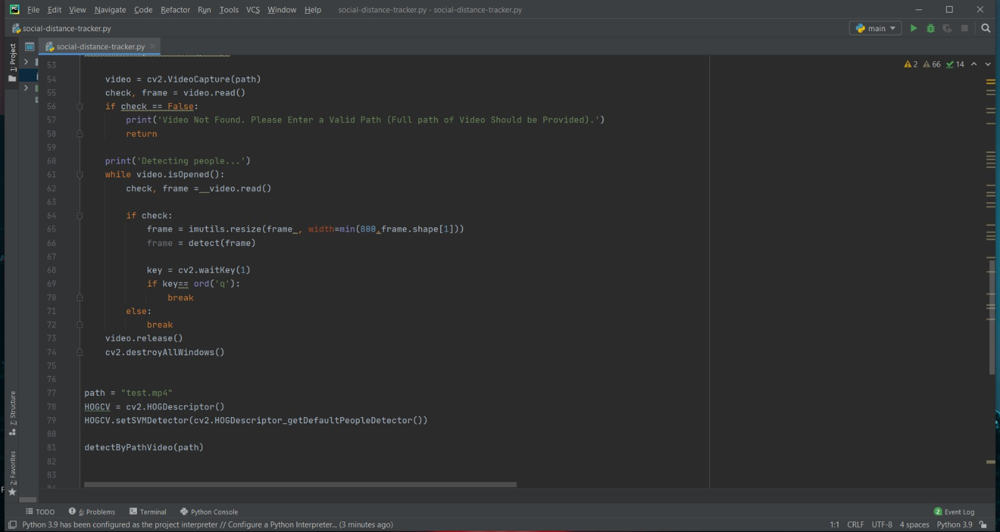 File Edit View Navigate Code Refactor Run Tools VCS Window Help social-distance-tracker.py - social-distance-tracker.py
social-distance-tracker.py main
1: Project
social-distance-tracker.py
2 66 14
53
54 video = cv2.VideoCapture(path)
55 check, frame = video.read()
56 if check == False:
57 print('Video Not Found. Please Enter a Valid Path (Full path of Video Should be Provided).')
58 return
59
60 print('Detecting people...')
61 while video.isOpened():
62 check, frame =  video.read()
63
64 if check:
65 frame = imutils.resize(frame , width=min(800,frame.shape[1]))
66 frame = detect(frame)
67
68 key = cv2.waitKey(1)
69 if key== ord('q'):
70 break
71 else:
72 break
73 video.release()
74 cv2.destroyAllWindows()
75
76
77 path = "test.mp4"
78 HOGCV = cv2.HOGDescriptor()
79 HOGCV.setSVMDetector(cv2.HOGDescriptor_getDefaultPeopleDetector())
80
81 detectByPathVideo(path)
82
83
7: Structure
2: Favorites
TODO 6: Problems Terminal Python Console 2 Event Log
Python 3.9 has been configured as the project interpreter // Configure a Python Interpreter... (3 minutes ago) 1:1 CRLF UTF-8 4 spaces Python 3.9